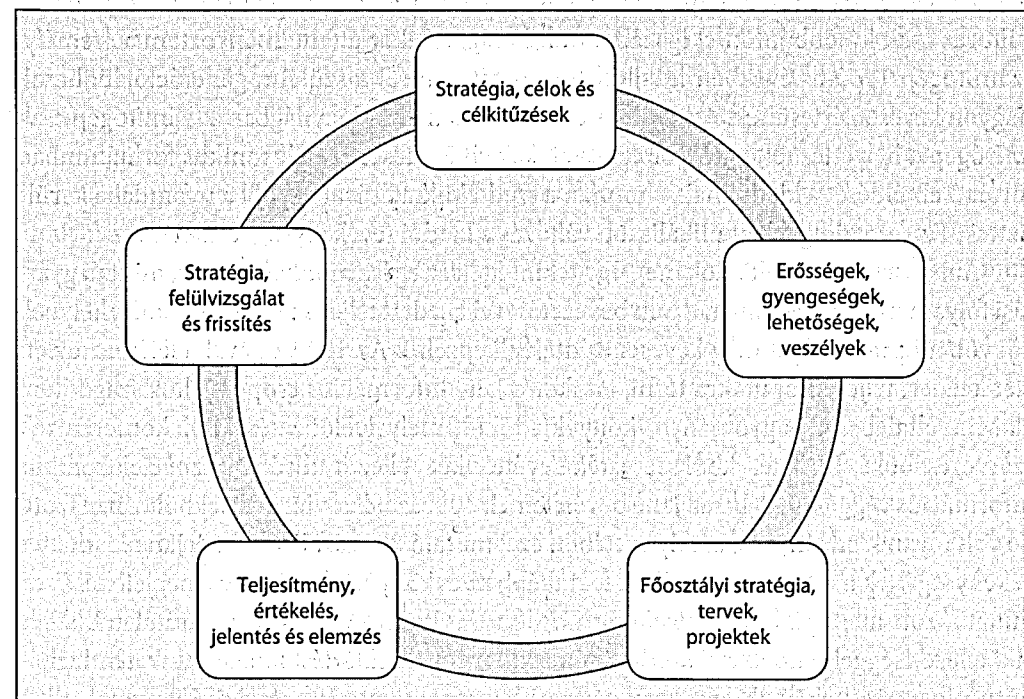 Stratégia, célok és
célkitűzések
Erősségek,
gyengeségek,
lehetőségek,
veszélyek
Főosztályi stratégia,
tervek,
projektek
Teljesítmény,
értékelés,
jelentés és elemzés
Stratégia,
felülvizsgálat
és frissítés